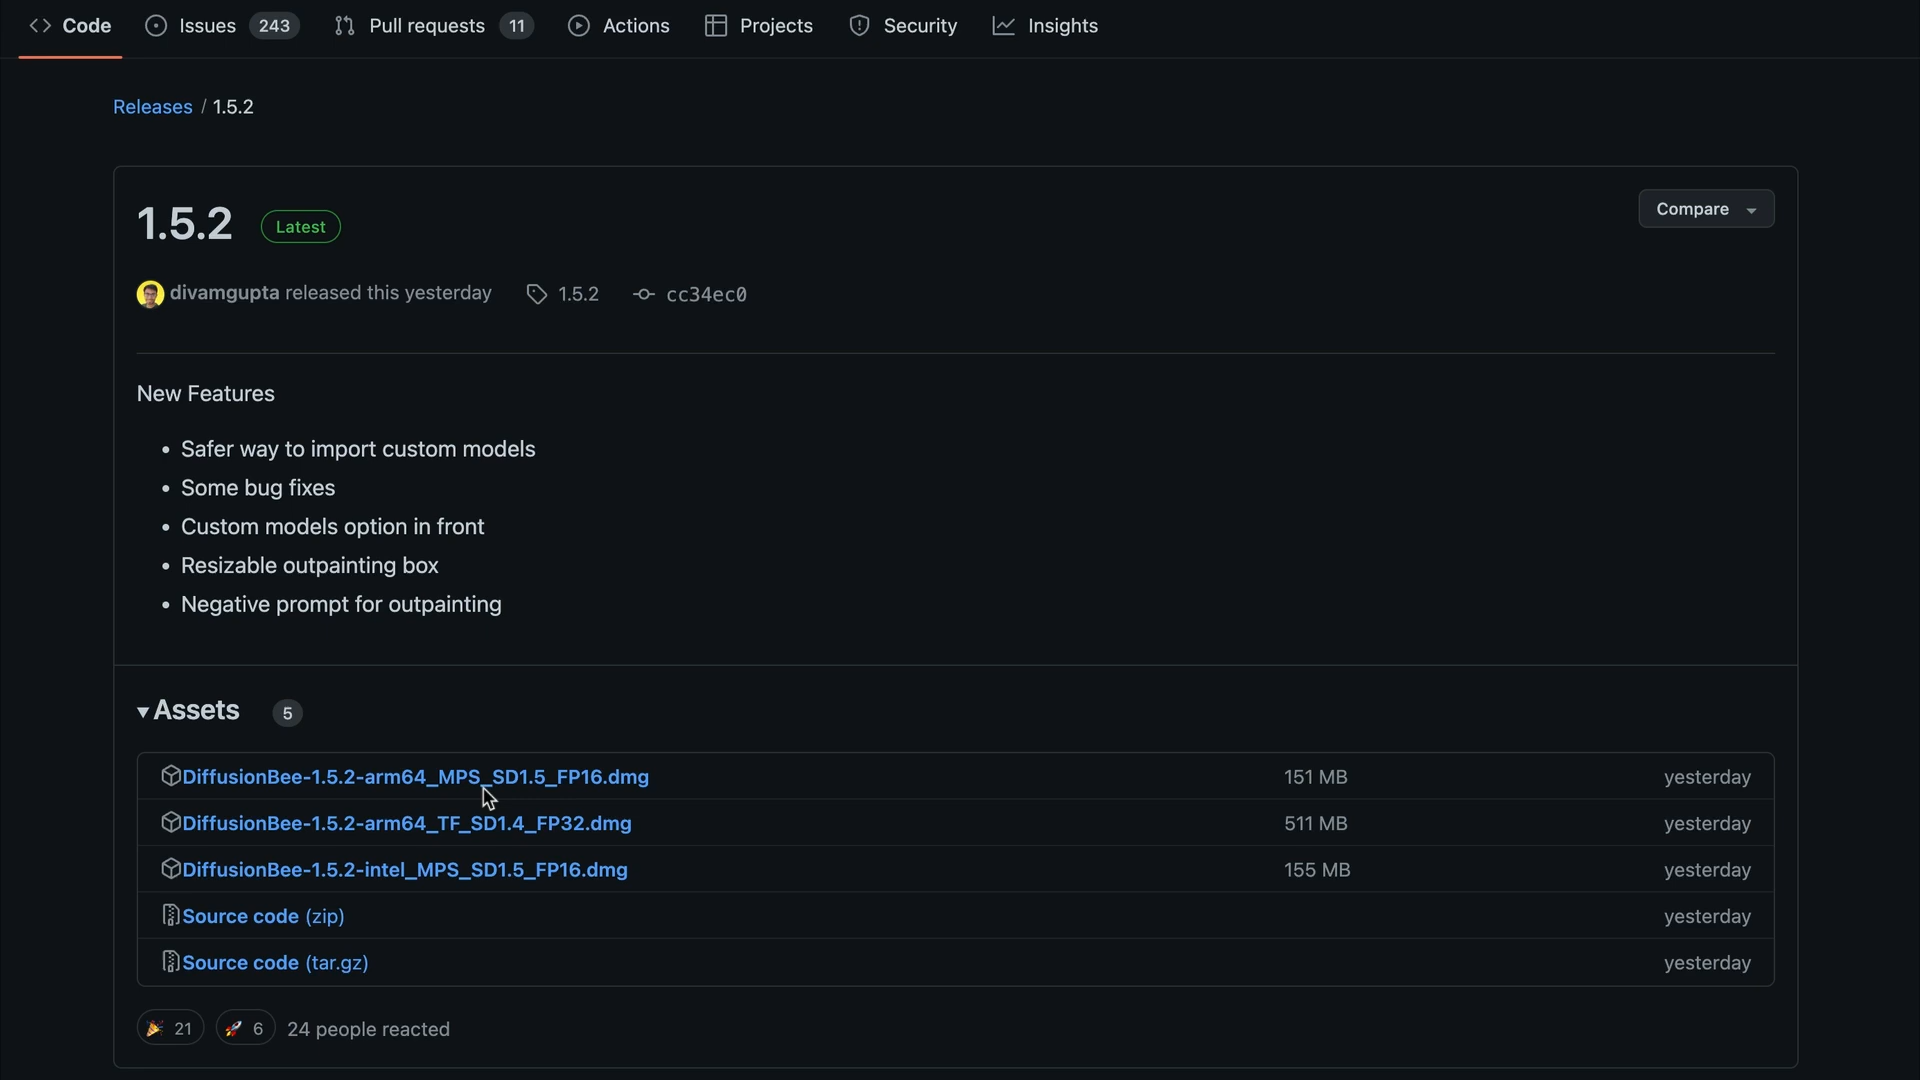 Code Issues 243 Pull requests 11 Actions Projects Security Insights
Releases / 1.5.2
1.5.2 Latest Compare
divamgupta released this yesterday 1.5.2 cc34ec0
New Features
• Safer way to import custom models
• Some bug fixes
• Custom models option in front
• Resizable outpainting box
• Negative prompt for outpainting
Assets 5
DiffusionBee-1.5.2-arm64_MPS_SD1.5_FP16.dmg 151 MB yesterday
DiffusionBee-1.5.2-arm64_TF_SD1.4_FP32.dmg 511 MB yesterday
DiffusionBee-1.5.2-intel_MPS_SD1.5_FP16.dmg 155 MB yesterday
Source code (zip) yesterday
Source code (tar.gz) yesterday
21 6 24 people reacted